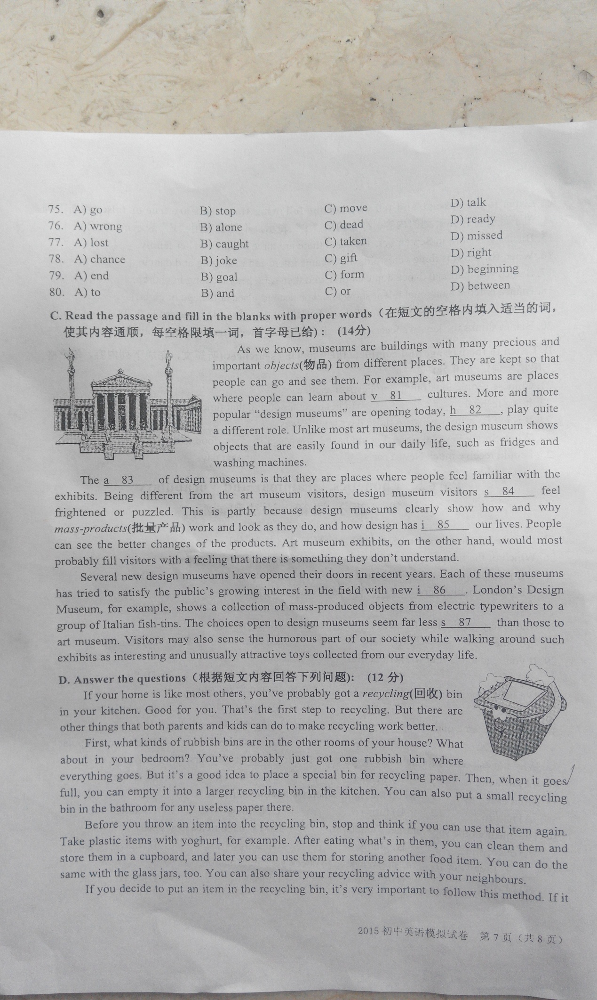 75. A) go B) stop C) move D) talk
76. A) wrong B) alone C) dead D) ready
77. A) lost B) caught C) taken D) missed
78. A) chance B) joke C) gift D) right
79. A) end B) goal C) form D) beginning
80. A) to B) and C) or D) between
C. Read the passage and fill in the blanks with proper words（在短文的空格内填入适当的词，
使其内容通顺，每空格限填一词，首字母已给)： (14分)
As we know, museums are buildings with many precious and
important objects(物品) from different places. They are kept so that
people can go and see them. For example, art museums are places
where people can learn about v 81 cultures. More and more
popular “design museums” are opening today, h 82 , play quite
a different role. Unlike most art museums, the design museum shows
objects that are easily found in our daily life, such as fridges and
washing machines.
The a 83 of design museums is that they are places where people feel familiar with the
exhibits. Being different from the art museum visitors, design museum visitors s 84 feel
frightened or puzzled. This is partly because design museums clearly show how and why
mass-products(批量产品) work and look as they do, and how design has i 85 our lives. People
can see the better changes of the products. Art museum exhibits, on the other hand, would most
probably fill visitors with a feeling that there is something they don’t understand.
Several new design museums have opened their doors in recent years. Each of these museums
has tried to satisfy the public’s growing interest in the field with new i 86 . London’s Design
Museum, for example, shows a collection of mass-produced objects from electric typewriters to a
group of Italian fish-tins. The choices open to design museums seem far less s 87 than those to
art museum. Visitors may also sense the humorous part of our society while walking around such
exhibits as interesting and unusually attractive toys collected from our everyday life.
D. Answer the questions（根据短文内容回答下列问题)： (12 分)
If your home is like most others, you’ve probably got a recycling(回收) bin
in your kitchen. Good for you. That’s the first step to recycling. But there are
other things that both parents and kids can do to make recycling work better.
First, what kinds of rubbish bins are in the other rooms of your house? What
about in your bedroom? You’ve probably just got one rubbish bin where
everything goes. But it’s a good idea to place a special bin for recycling paper. Then, when it goes
full, you can empty it into a larger recycling bin in the kitchen. You can also put a small recycling
bin in the bathroom for any useless paper there.
Before you throw an item into the recycling bin, stop and think if you can use that item again.
Take plastic items with yoghurt, for example. After eating what’s in them, you can clean them and
store them in a cupboard, and later you can use them for storing another food item. You can do the
same with the glass jars, too. You can also share your recycling advice with your neighbours.
If you decide to put an item in the recycling bin, it’s very important to follow this method. If it
2015 初中英语模拟试卷 第 7 页（共 8 页）